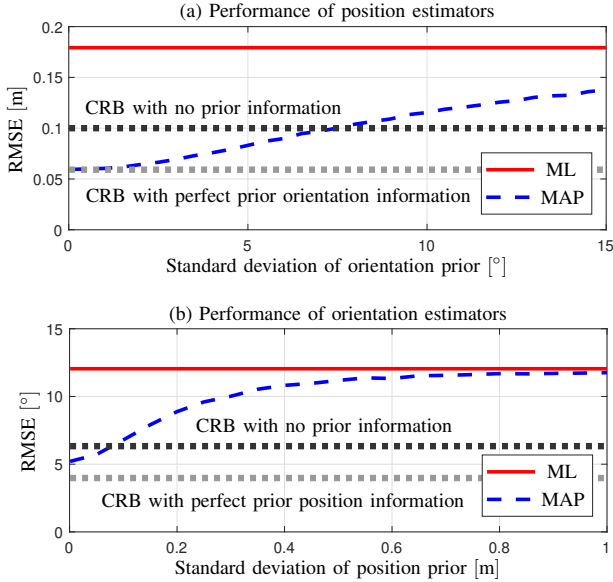 (a) Performance of position estimators
0.2
0.15
0.1
0.05
0
RMSE [m]
CRB with no prior information
CRB with perfect prior orientation information
ML
MAP
0 5 10 15
Standard deviation of orientation prior [°]
(b) Performance of orientation estimators
15
10
5
0
RMSE [°]
CRB with no prior information
CRB with perfect prior position information
ML
MAP
0 0.2 0.4 0.6 0.8 1
Standard deviation of position prior [m]